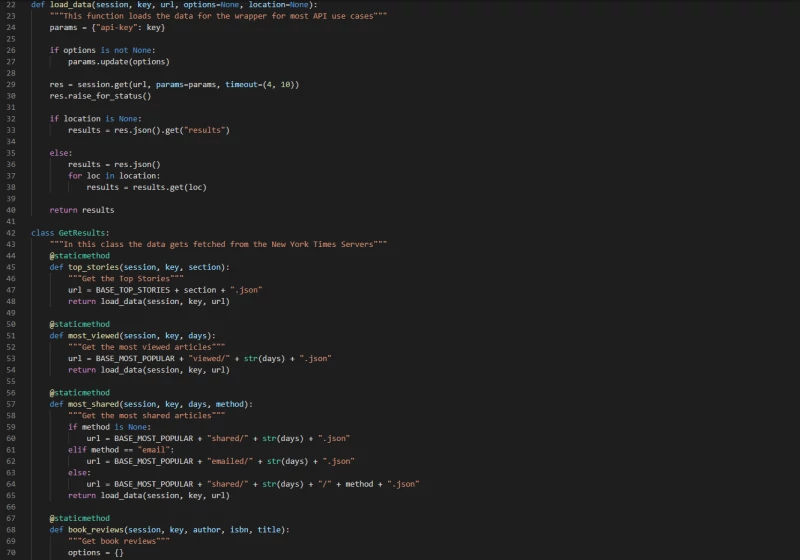 22 def load_data(session, key, url, options=None, location=None):
23     """This function loads the data for the wrapper for most API use cases"""
24     params = {"api-key": key}
25
26     if options is not None:
27         params.update(options)
28
29     res = session.get(url, params=params, timeout=(4, 10))
30     res.raise_for_status()
31
32     if location is None:
33         results = res.json().get("results")
34
35     else:
36         results = res.json()
37         for loc in location:
38             results = results.get(loc)
39
40     return results
41
42 class GetResults:
43     """In this class the data gets fetched from the New York Times Servers"""
44     @staticmethod
45     def top_stories(session, key, section):
46         """Get the Top Stories"""
47         url = BASE_TOP_STORIES + section + ".json"
48         return load_data(session, key, url)
49
50     @staticmethod
51     def most_viewed(session, key, days):
52         """Get the most viewed articles"""
53         url = BASE_MOST_POPULAR + "viewed/" + str(days) + ".json"
54         return load_data(session, key, url)
55
56     @staticmethod
57     def most_shared(session, key, days, method):
58         """Get the most shared articles"""
59         if method is None:
60             url = BASE_MOST_POPULAR + "shared/" + str(days) + ".json"
61         elif method == "email":
62             url = BASE_MOST_POPULAR + "emailed/" + str(days) + ".json"
63         else:
64             url = BASE_MOST_POPULAR + "shared/" + str(days) + "/" + method + ".json"
65         return load_data(session, key, url)
66
67     @staticmethod
68     def book_reviews(session, key, author, isbn, title):
69         """Get book reviews"""
70         options = {}